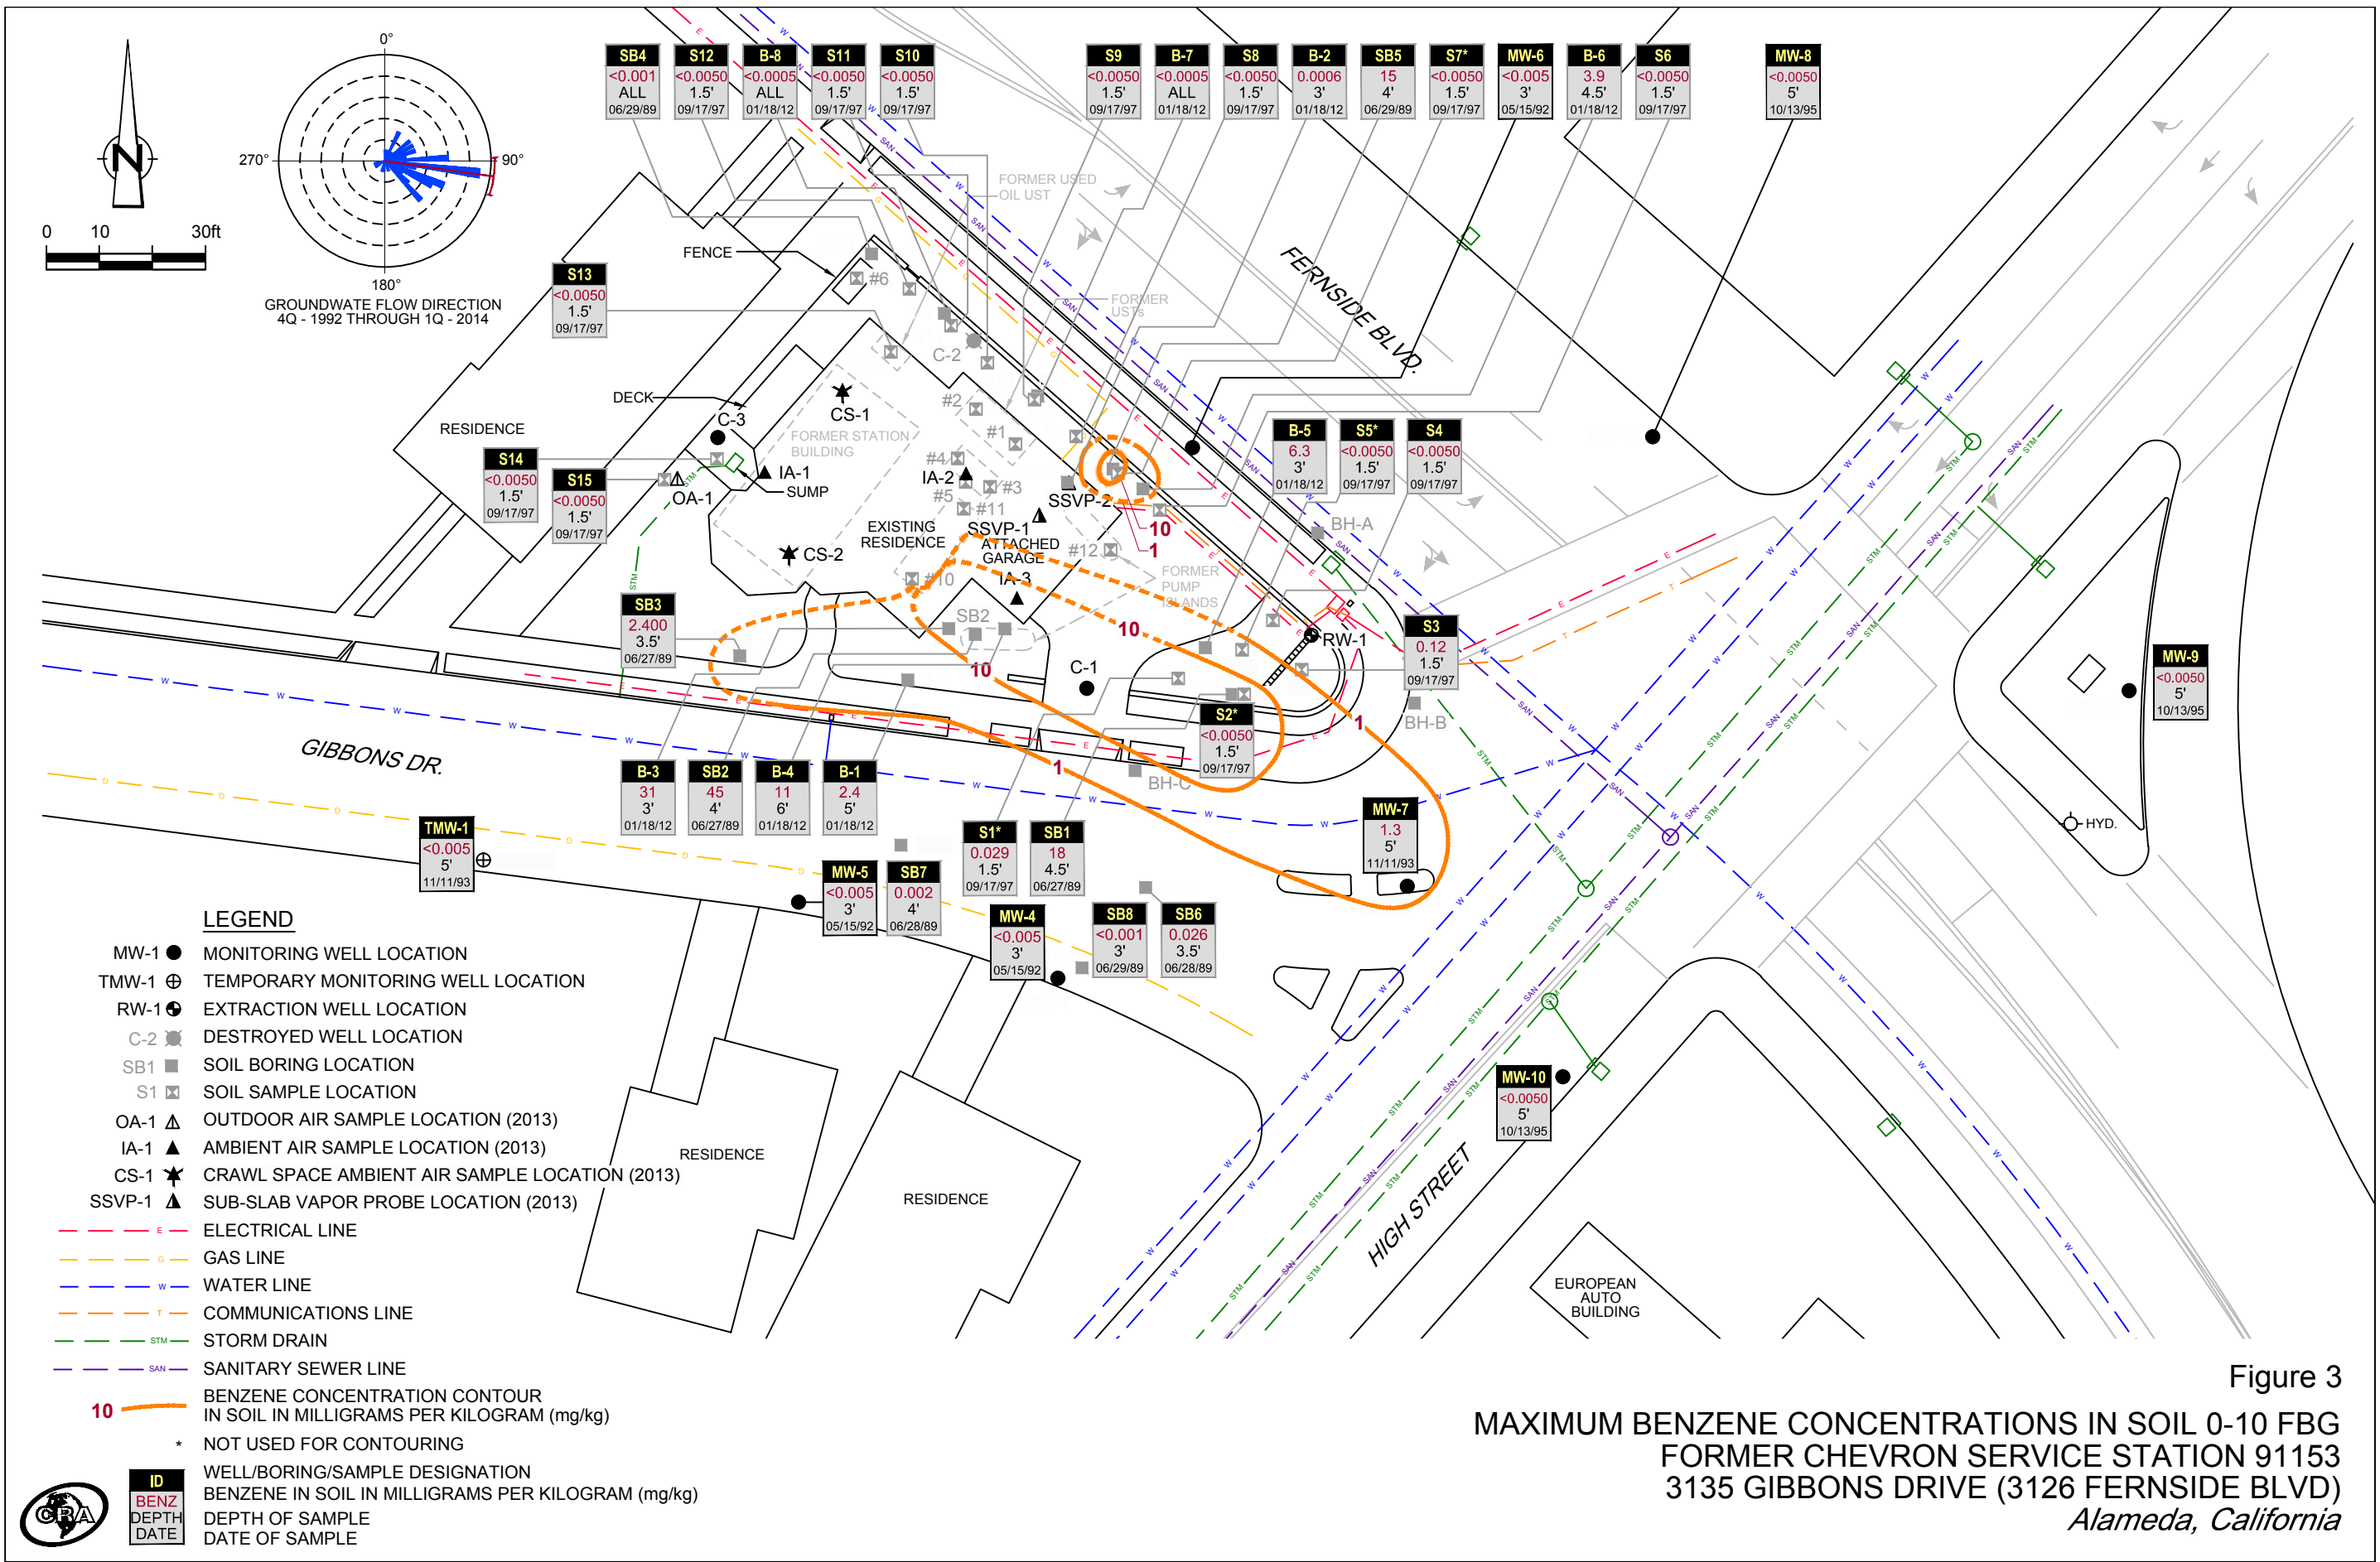 0°
270°
90°
180°
GROUNDWATE FLOW DIRECTION
4Q - 1992 THROUGH 1Q - 2014
N
0 10 30ft
SB4
<0.001
ALL
06/29/89
S12
<0.0050
1.5'
09/17/97
B-8
<0.0005
ALL
01/18/12
S11
<0.0050
1.5'
09/17/97
S10
<0.0050
1.5'
09/17/97
S9
<0.0050
1.5'
09/17/97
B-7
<0.0005
ALL
01/18/12
S8
<0.0050
1.5'
09/17/97
B-2
0.0006
3'
01/18/12
SB5
15
4'
06/29/89
S7*
<0.0050
1.5'
09/17/97
MW-6
<0.005
3'
05/15/92
B-6
3.9
4.5'
01/18/12
S6
<0.0050
1.5'
09/17/97
MW-8
<0.0050
5'
10/13/95
FORMER USED
OIL UST
FENCE
#6
S13
<0.0050
1.5'
09/17/97
FORMER
USTs
FERNSIDE BLVD.
C-2
DECK
C-3
CS-1
#2
#1
RESIDENCE
FORMER STATION
BUILDING
S14
<0.0050
1.5'
09/17/97
S15
<0.0050
1.5'
09/17/97
OA-1
IA-1
SUMP
#4
IA-2
#5
#3
#11
SSVP-2
SSVP-1
EXISTING
RESIDENCE
ATTACHED
GARAGE
IA-3
CS-2
#10
#12
10
1
B-5
6.3
3'
01/18/12
S5*
<0.0050
1.5'
09/17/97
S4
<0.0050
1.5'
09/17/97
BH-A
FORMER
PUMP
ISLANDS
SB3
2.400
3.5'
06/27/89
SB2
10
10
C-1
RW-1
S3
0.12
1.5'
09/17/97
BH-B
1
MW-9
<0.0050
5'
10/13/95
S2*
<0.0050
1.5'
09/17/97
BH-C
1
GIBBONS DR.
B-3
31
3'
01/18/12
SB2
45
4'
06/27/89
B-4
11
6'
01/18/12
B-1
2.4
5'
01/18/12
S1*
0.029
1.5'
09/17/97
SB1
18
4.5'
06/27/89
MW-7
1.3
5'
11/11/93
HYD.
TMW-1
<0.005
5'
11/11/93
MW-5
<0.005
3'
05/15/92
SB7
0.002
4'
06/28/89
MW-4
<0.005
3'
05/15/92
SB8
<0.001
3'
06/29/89
SB6
0.026
3.5'
06/28/89
MW-10
<0.0050
5'
10/13/95
HIGH STREET
RESIDENCE
RESIDENCE
EUROPEAN
AUTO
BUILDING
LEGEND
MW-1 MONITORING WELL LOCATION
TMW-1 TEMPORARY MONITORING WELL LOCATION
RW-1 EXTRACTION WELL LOCATION
C-2 DESTROYED WELL LOCATION
SB1 SOIL BORING LOCATION
S1 SOIL SAMPLE LOCATION
OA-1 OUTDOOR AIR SAMPLE LOCATION (2013)
IA-1 AMBIENT AIR SAMPLE LOCATION (2013)
CS-1 CRAWL SPACE AMBIENT AIR SAMPLE LOCATION (2013)
SSVP-1 SUB-SLAB VAPOR PROBE LOCATION (2013)
E ELECTRICAL LINE
G GAS LINE
W WATER LINE
T COMMUNICATIONS LINE
STM STORM DRAIN
SAN SANITARY SEWER LINE
10 BENZENE CONCENTRATION CONTOUR
IN SOIL IN MILLIGRAMS PER KILOGRAM (mg/kg)
* NOT USED FOR CONTOURING
ID WELL/BORING/SAMPLE DESIGNATION
BENZ BENZENE IN SOIL IN MILLIGRAMS PER KILOGRAM (mg/kg)
DEPTH DEPTH OF SAMPLE
DATE DATE OF SAMPLE
CRA
Figure 3
MAXIMUM BENZENE CONCENTRATIONS IN SOIL 0-10 FBG
FORMER CHEVRON SERVICE STATION 91153
3135 GIBBONS DRIVE (3126 FERNSIDE BLVD)
Alameda, California